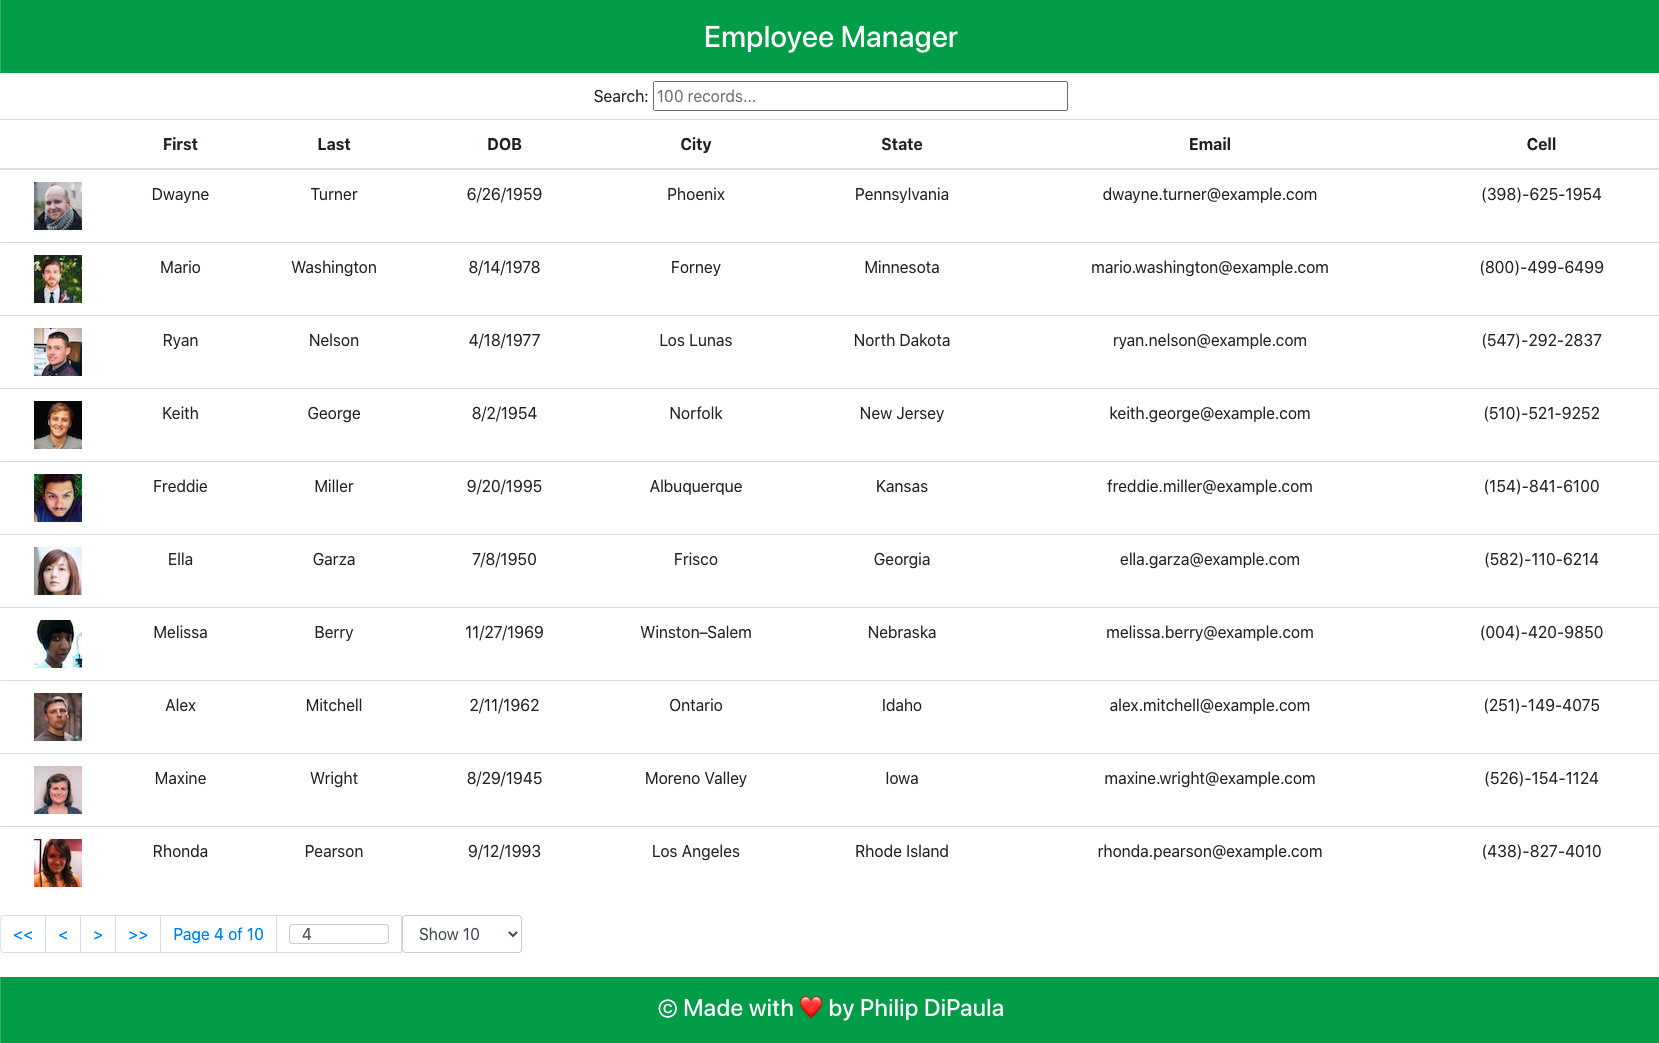 Employee Manager
Search: 100 records...
First Last DOB City State Email Cell
Dwayne Turner 6/26/1959 Phoenix Pennsylvania dwayne.turner@example.com (398)-625-1954
Mario Washington 8/14/1978 Forney Minnesota mario.washington@example.com (800)-499-6499
Ryan Nelson 4/18/1977 Los Lunas North Dakota ryan.nelson@example.com (547)-292-2837
Keith George 8/2/1954 Norfolk New Jersey keith.george@example.com (510)-521-9252
Freddie Miller 9/20/1995 Albuquerque Kansas freddie.miller@example.com (154)-841-6100
Ella Garza 7/8/1950 Frisco Georgia ella.garza@example.com (582)-110-6214
Melissa Berry 11/27/1969 Winston–Salem Nebraska melissa.berry@example.com (004)-420-9850
Alex Mitchell 2/11/1962 Ontario Idaho alex.mitchell@example.com (251)-149-4075
Maxine Wright 8/29/1945 Moreno Valley Iowa maxine.wright@example.com (526)-154-1124
Rhonda Pearson 9/12/1993 Los Angeles Rhode Island rhonda.pearson@example.com (438)-827-4010
<< < > >> Page 4 of 10 4 Show 10
© Made with ❤️ by Philip DiPaula